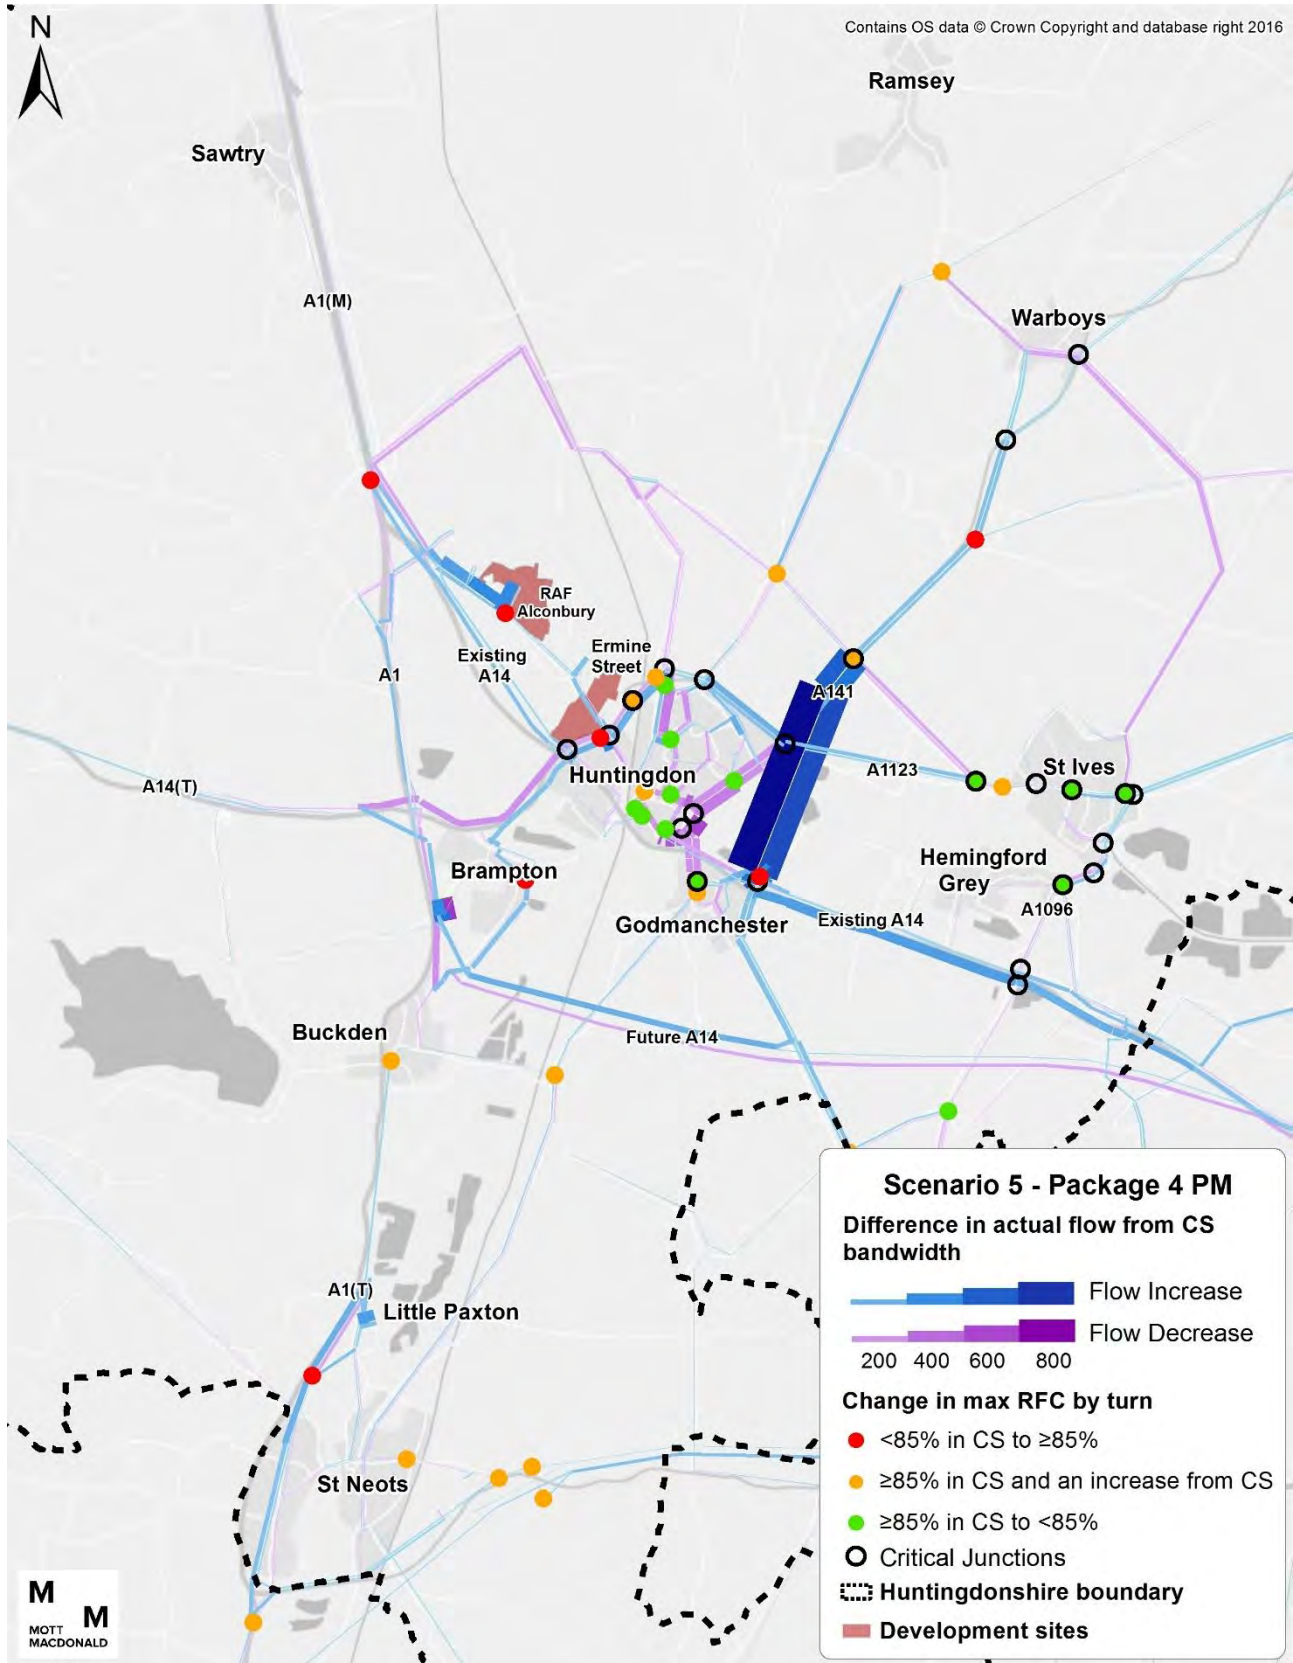 N
Contains OS data © Crown Copyright and database right 2016
Ramsey
Sawtry
A1(M)
Warboys
RAF
Alconbury
Ermine
Street
Existing
A14
A1
A141
A14(T)
Huntingdon
A1123
St Ives
Brampton
Hemingford
Grey
A1096
Godmanchester
Existing A14
Buckden
Future A14
A1(T)
Little Paxton
St Neots
Scenario 5 - Package 4 PM
Difference in actual flow from CS
bandwidth
Flow Increase
Flow Decrease
200 400 600 800
Change in max RFC by turn
<85% in CS to ≥85%
≥85% in CS and an increase from CS
≥85% in CS to <85%
Critical Junctions
Huntingdonshire boundary
Development sites
M
M
MOTT
MACDONALD